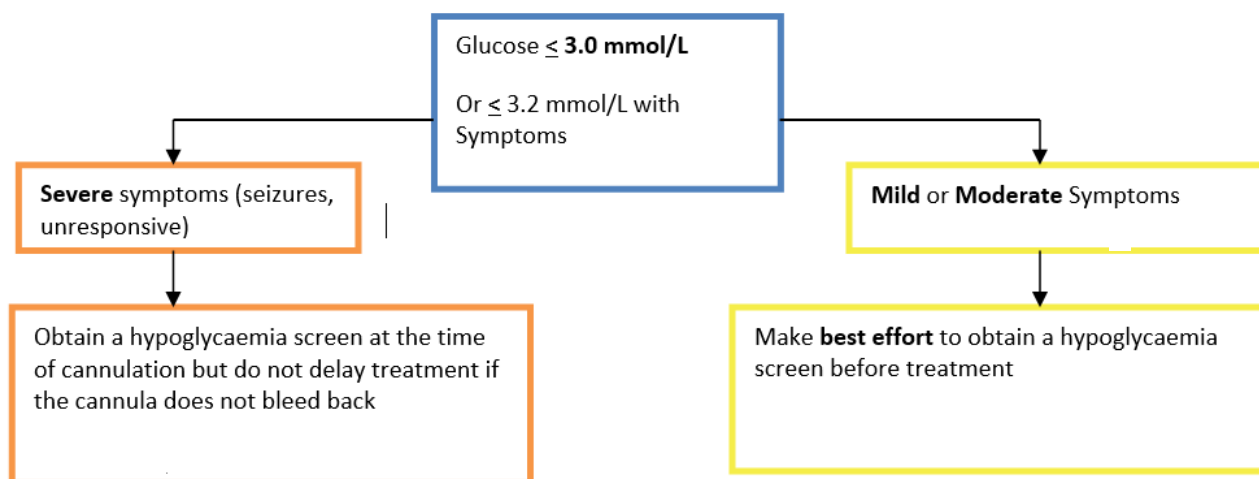 Glucose ≤ 3.0 mmol/L
Or ≤ 3.2 mmol/L with
Symptoms
Severe symptoms (seizures,
unresponsive)
Mild or Moderate Symptoms
Obtain a hypoglycaemia screen at the time
of cannulation but do not delay treatment if
the cannula does not bleed back
Make best effort to obtain a hypoglycaemia
screen before treatment